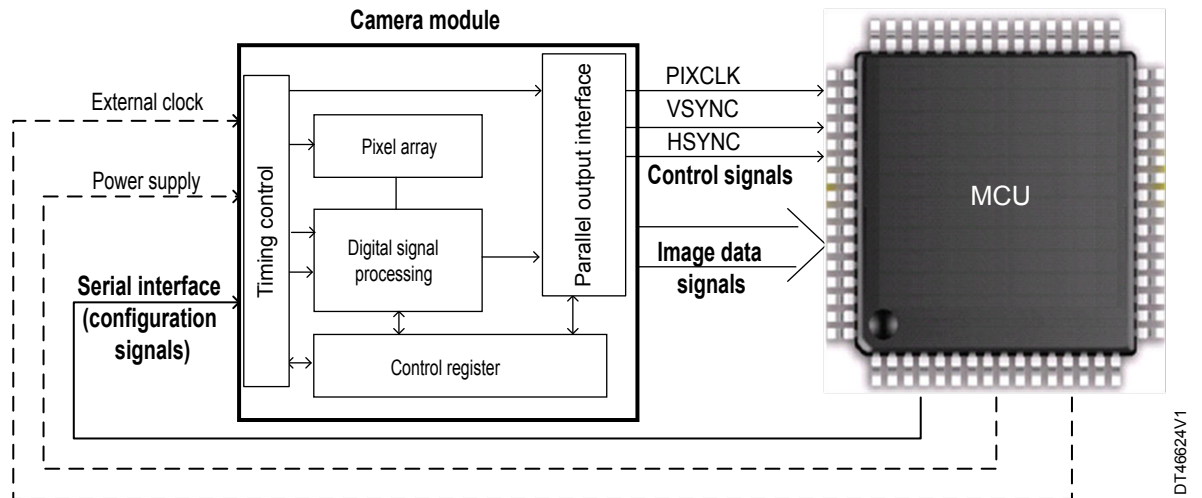 Camera module
External clock
Power supply
Serial interface
(configuration
signals)
Timing control
Pixel array
Digital signal
processing
Control register
Parallel output interface
PIXCLK
VSYNC
HSYNC
Control signals
Image data
signals
MCU
DT46624V1